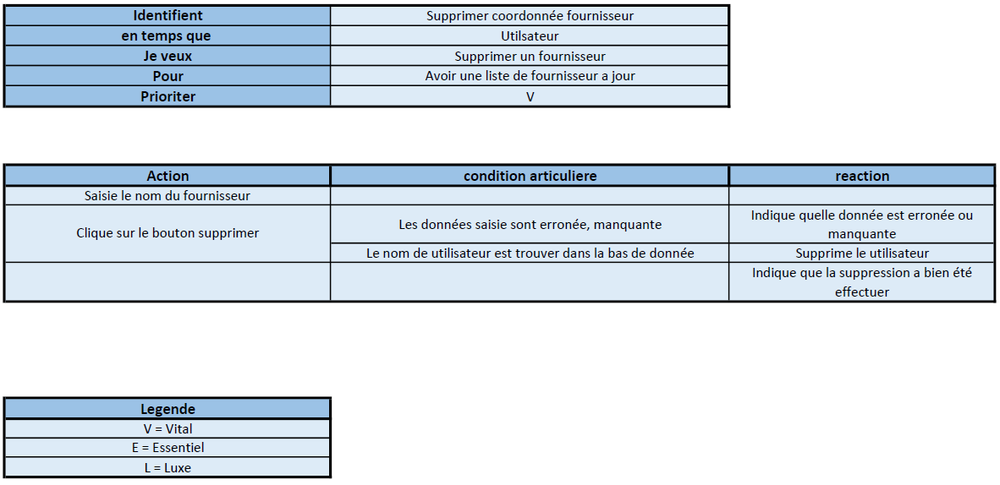 Identifient
Supprimer coordonnée fournisseur
en temps que
Utilsateur
Je veux
Supprimer un fournisseur
Pour
Avoir une liste de fournisseur a jour
Prioriter
V
Action
condition articuliere
reaction
Saisie le nom du fournisseur
Clique sur le bouton supprimer
Les données saisie sont erronée, manquante
Indique quelle donnée est erronée ou
manquante
Le nom de utilisateur est trouver dans la bas de donnée
Supprime le utilisateur
Indique que la suppression a bien été
effectuer
Legende
V = Vital
E = Essentiel
L = Luxe